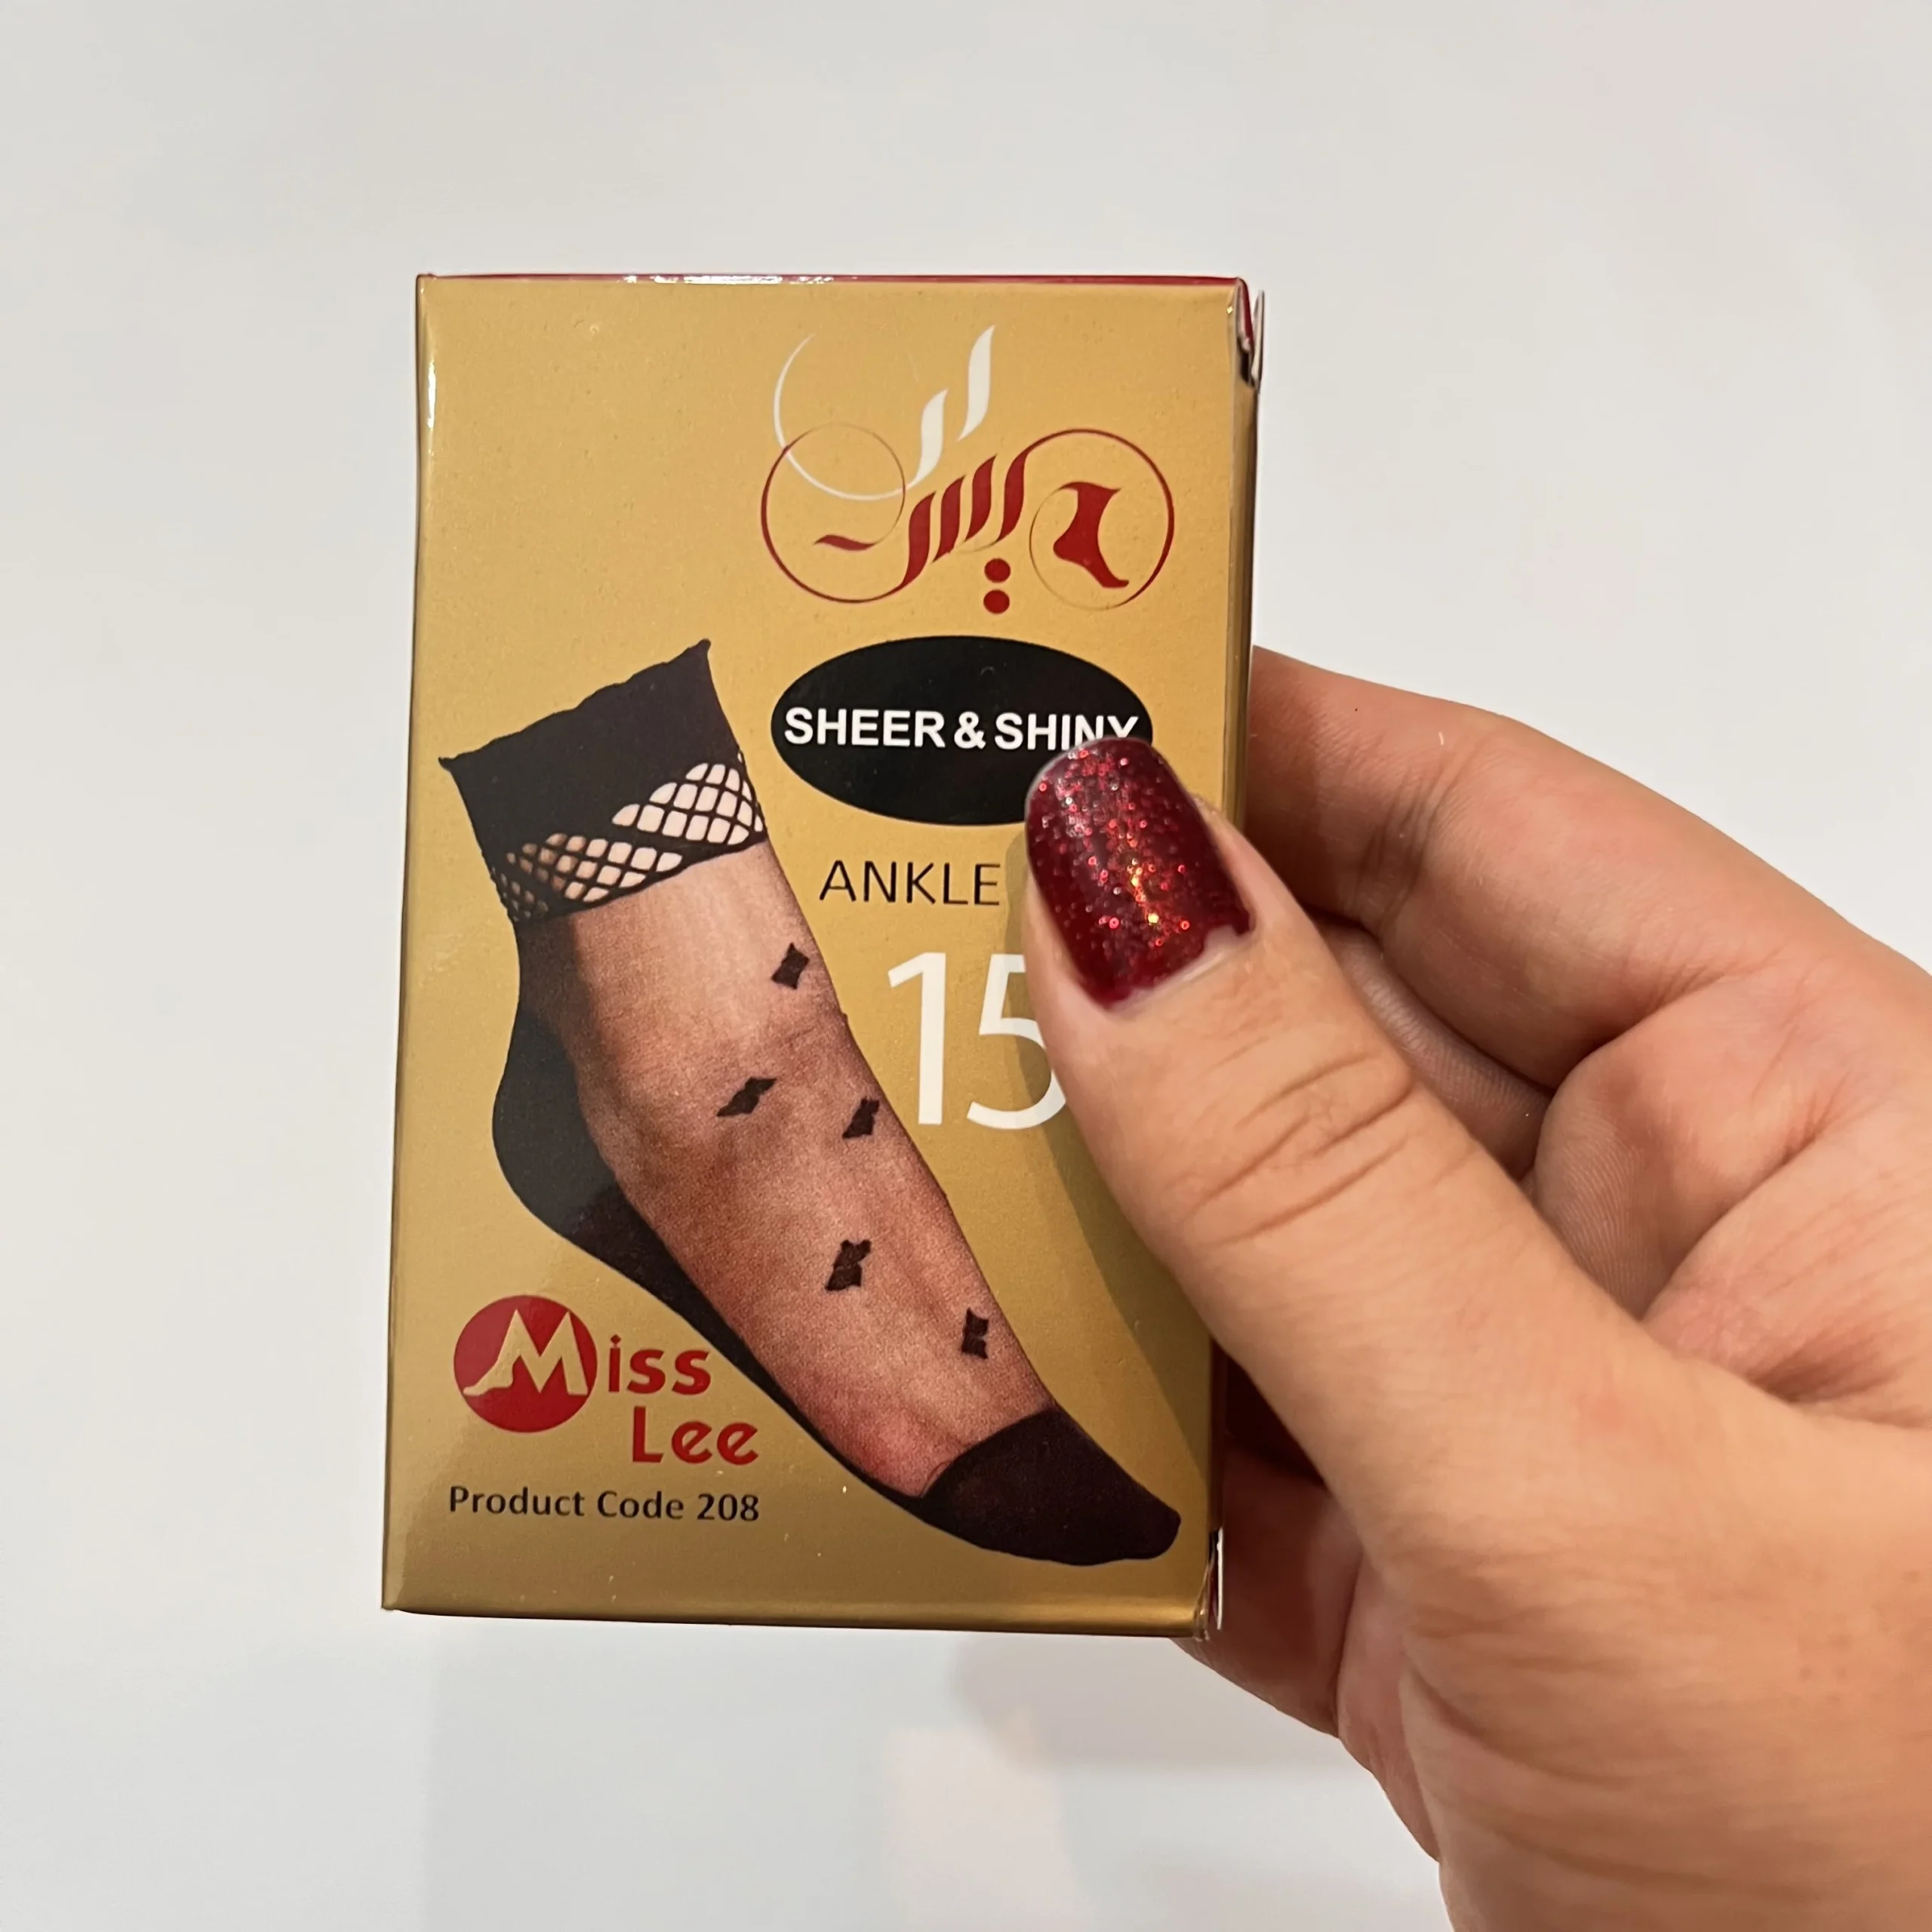 میس لی
SHEER & SHINY
ANKLE
15
Miss
Lee
Product Code 208